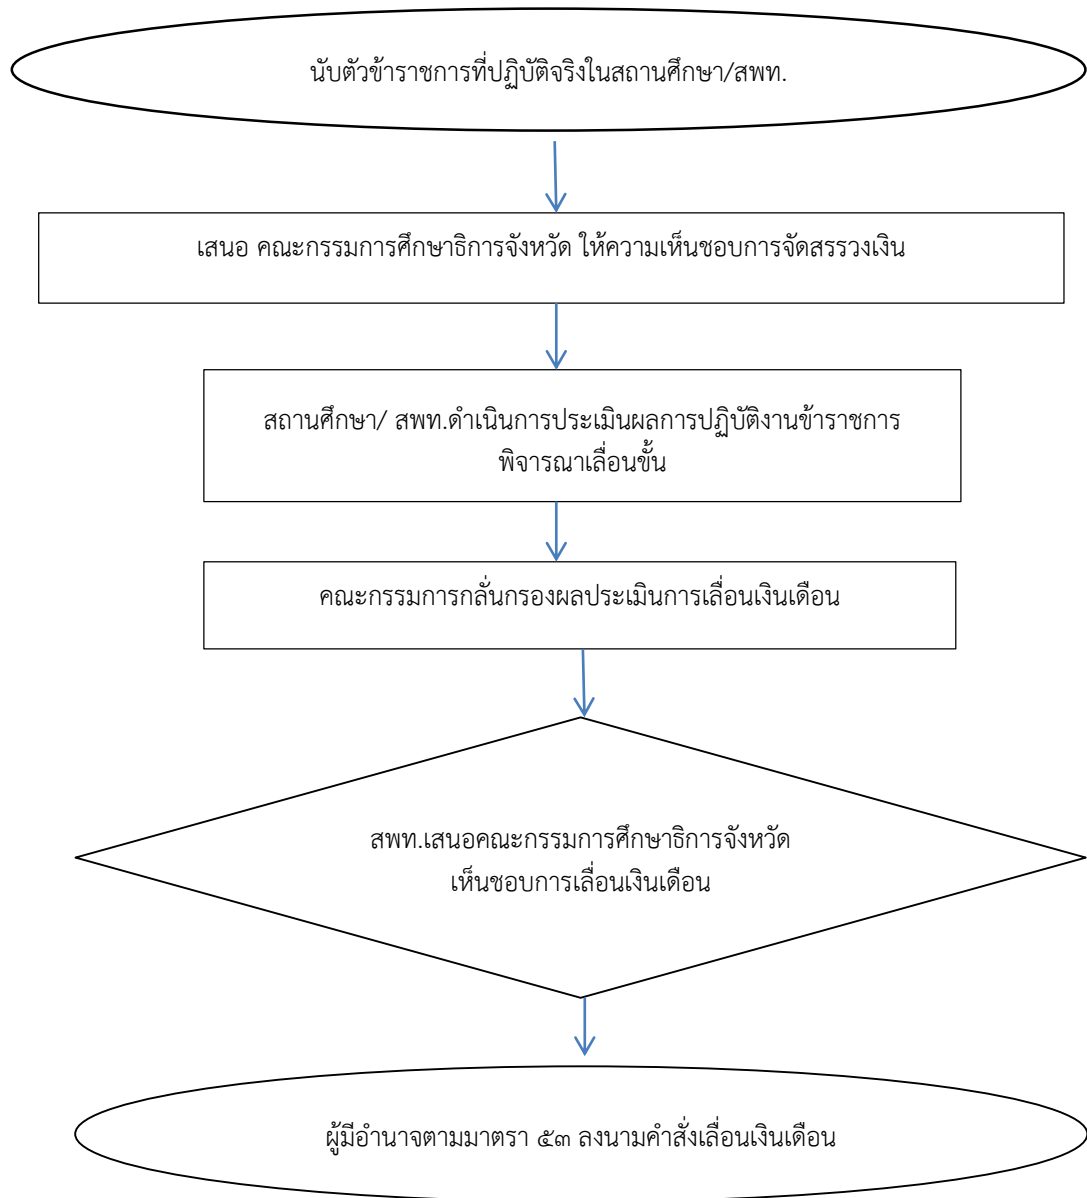 นับตัวข้าราชการที่ปฏิบัติจริงในสถานศึกษา/สพท.
เสนอ คณะกรรมการศึกษาธิการจังหวัด ให้ความเห็นชอบการจัดสรรวงเงิน
สถานศึกษา/ สพท.ดำเนินการประเมินผลการปฏิบัติงานข้าราชการ
พิจารณาเลื่อนขั้น
คณะกรรมการกลั่นกรองผลประเมินการเลื่อนเงินเดือน
สพท.เสนอคณะกรรมการศึกษาธิการจังหวัด
เห็นชอบการเลื่อนเงินเดือน
ผู้มีอำนาจตามมาตรา ๕๓ ลงนามคำสั่งเลื่อนเงินเดือน